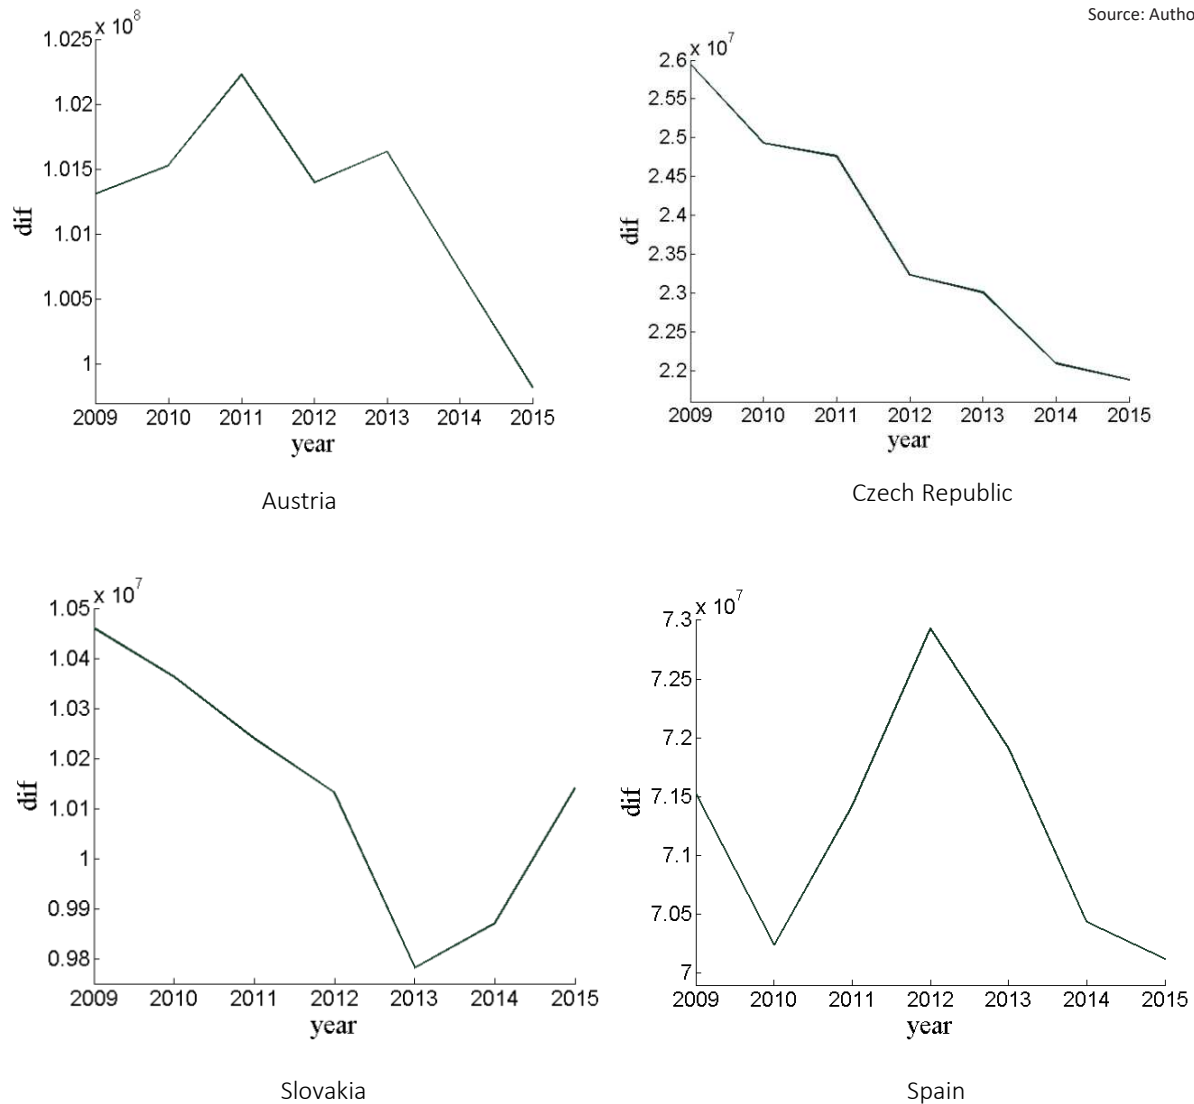 Source: Autho
x 10^8
1.025
1.02
1.015
1.01
1.005
1
dif
2009 2010 2011 2012 2013 2014 2015
year
Austria
x 10^7
2.6
2.55
2.5
2.45
2.4
2.35
2.3
2.25
2.2
dif
2009 2010 2011 2012 2013 2014 2015
year
Czech Republic
x 10^7
1.05
1.04
1.03
1.02
1.01
1
0.99
0.98
dif
2009 2010 2011 2012 2013 2014 2015
year
Slovakia
x 10^7
7.3
7.25
7.2
7.15
7.1
7.05
7
dif
2009 2010 2011 2012 2013 2014 2015
year
Spain